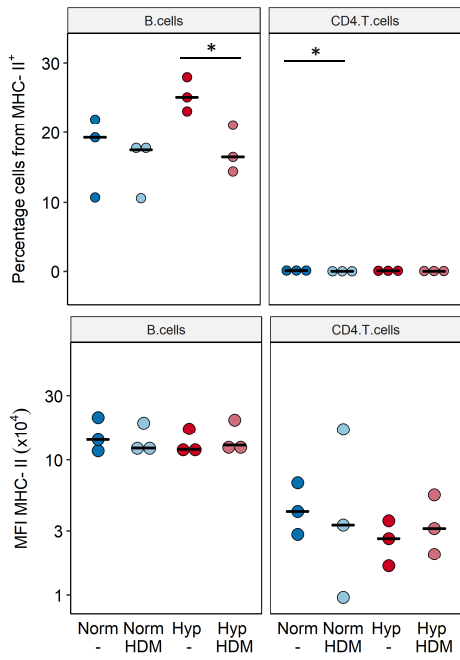 B.cells CD4.T.cells
* *
Percentage cells from MHC- II+
30
20
10
0
B.cells CD4.T.cells
MFI MHC- II (x10⁴)
30
10
3
1
Norm Norm Hyp Hyp Norm Norm Hyp Hyp
- HDM - HDM - HDM - HDM